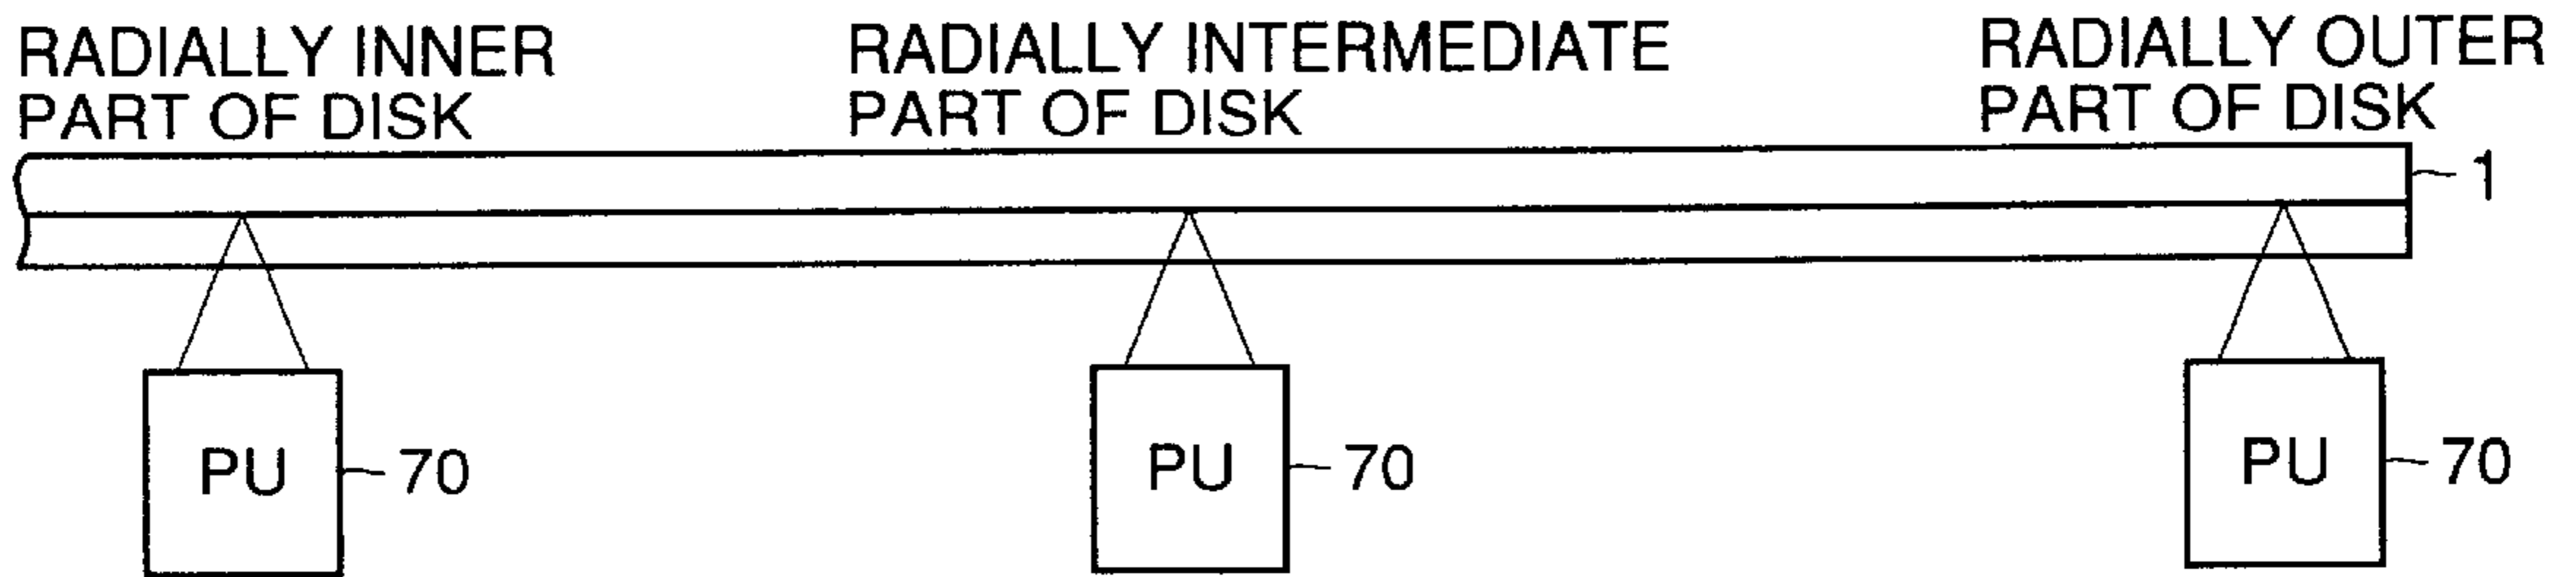 RADIALLY INNER
PART OF DISK
RADIALLY INTERMEDIATE
PART OF DISK
RADIALLY OUTER
PART OF DISK
1
PU
70
PU
70
PU
70